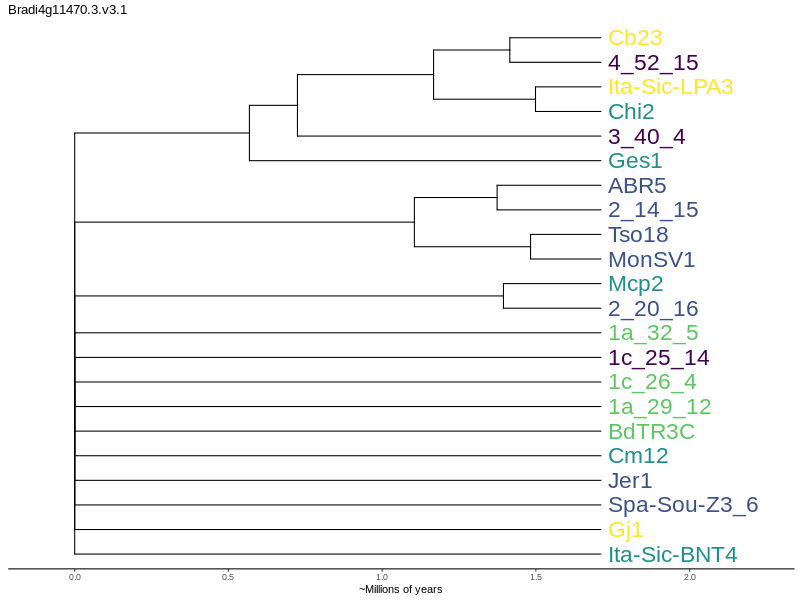 Bradi4g11470.3.v3.1
Cb23
4_52_15
Ita-Sic-LPA3
Chi2
3_40_4
Ges1
ABR5
2_14_15
Tso18
MonSV1
Mcp2
2_20_16
1a_32_5
1c_25_14
1c_26_4
1a_29_12
BdTR3C
Cm12
Jer1
Spa-Sou-Z3_6
Gj1
Ita-Sic-BNT4
0.0 0.5 1.0 1.5 2.0
~Millions of years